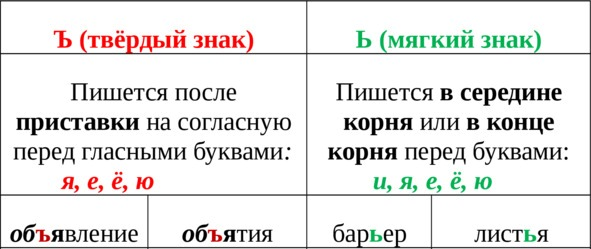 Ъ (твёрдый знак)
Ь (мягкий знак)
Пишется после
приставки на согласную
перед гласными буквами:
я, е, ё, ю
Пишется в середине
корня или в конце
корня перед буквами:
и, я, е, ё, ю
объявление
объятия
барьер
листья